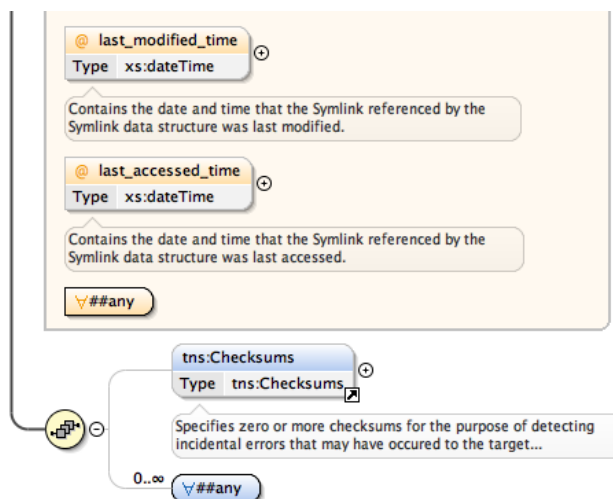 @ last_modified_time
Type xs:dateTime
Contains the date and time that the Symlink referenced by the
Symlink data structure was last modified.
@ last_accessed_time
Type xs:dateTime
Contains the date and time that the Symlink referenced by the
Symlink data structure was last accessed.
∀##any
tns:Checksums
Type tns:Checksums
Specifies zero or more checksums for the purpose of detecting
incidental errors that may have occured to the target...
0..∞
∀##any